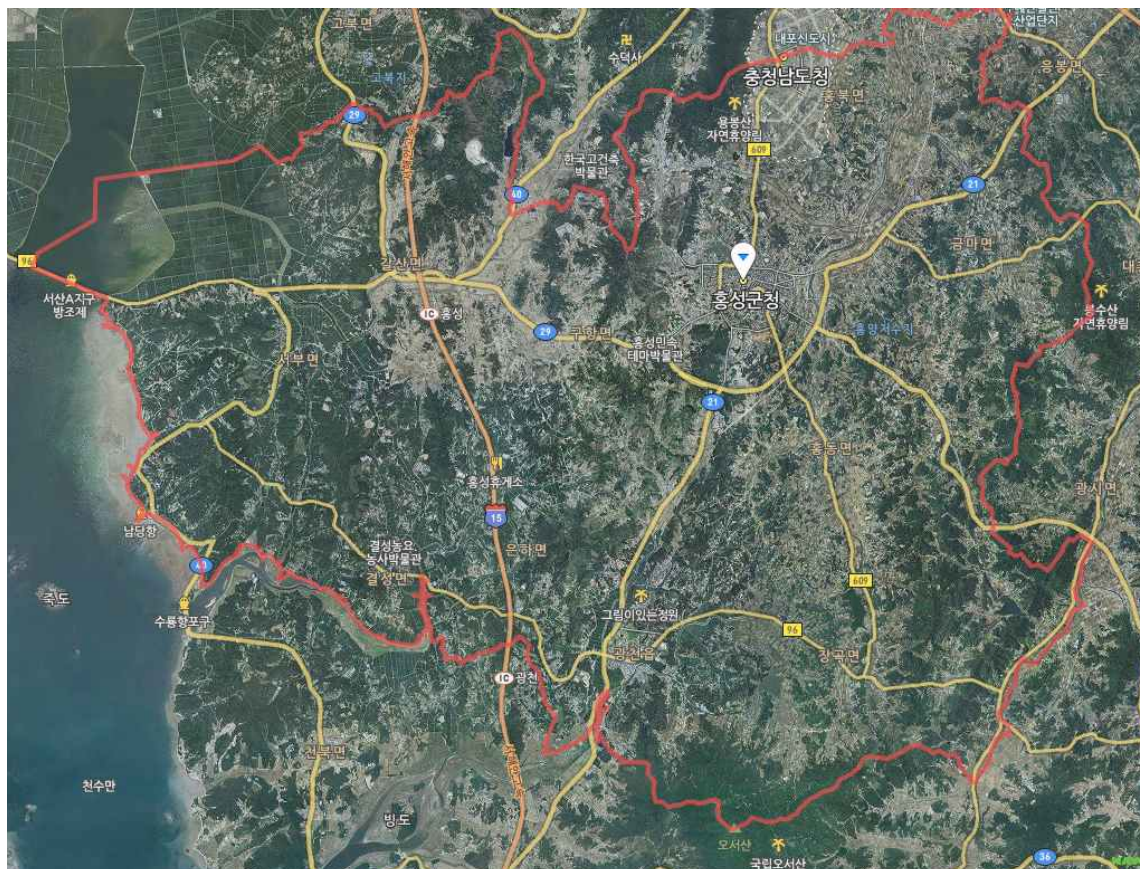 고북면
고북지
29
수덕사
내포신도시
충청남도청
홍북면
산업단지
응봉면
용봉산
자연휴양림
609
한국고건축
박물관
40
21
96
서산A지구
방조제
갈산면
IC 홍성
금마면
홍성군청
봉수산
자연휴양림
29
구항면
홍성민속
테마박물관
홍양저수지
서부면
21
홍성휴게소
홍동면
광시면
15
남당항
은하면
결성농요
농사박물관
결성면
40
죽도
수룡항포구
609
그림이있는정원
96
광천읍
장곡면
IC 광천
천북면
천수만
빙도
오서산
국립오서산
36